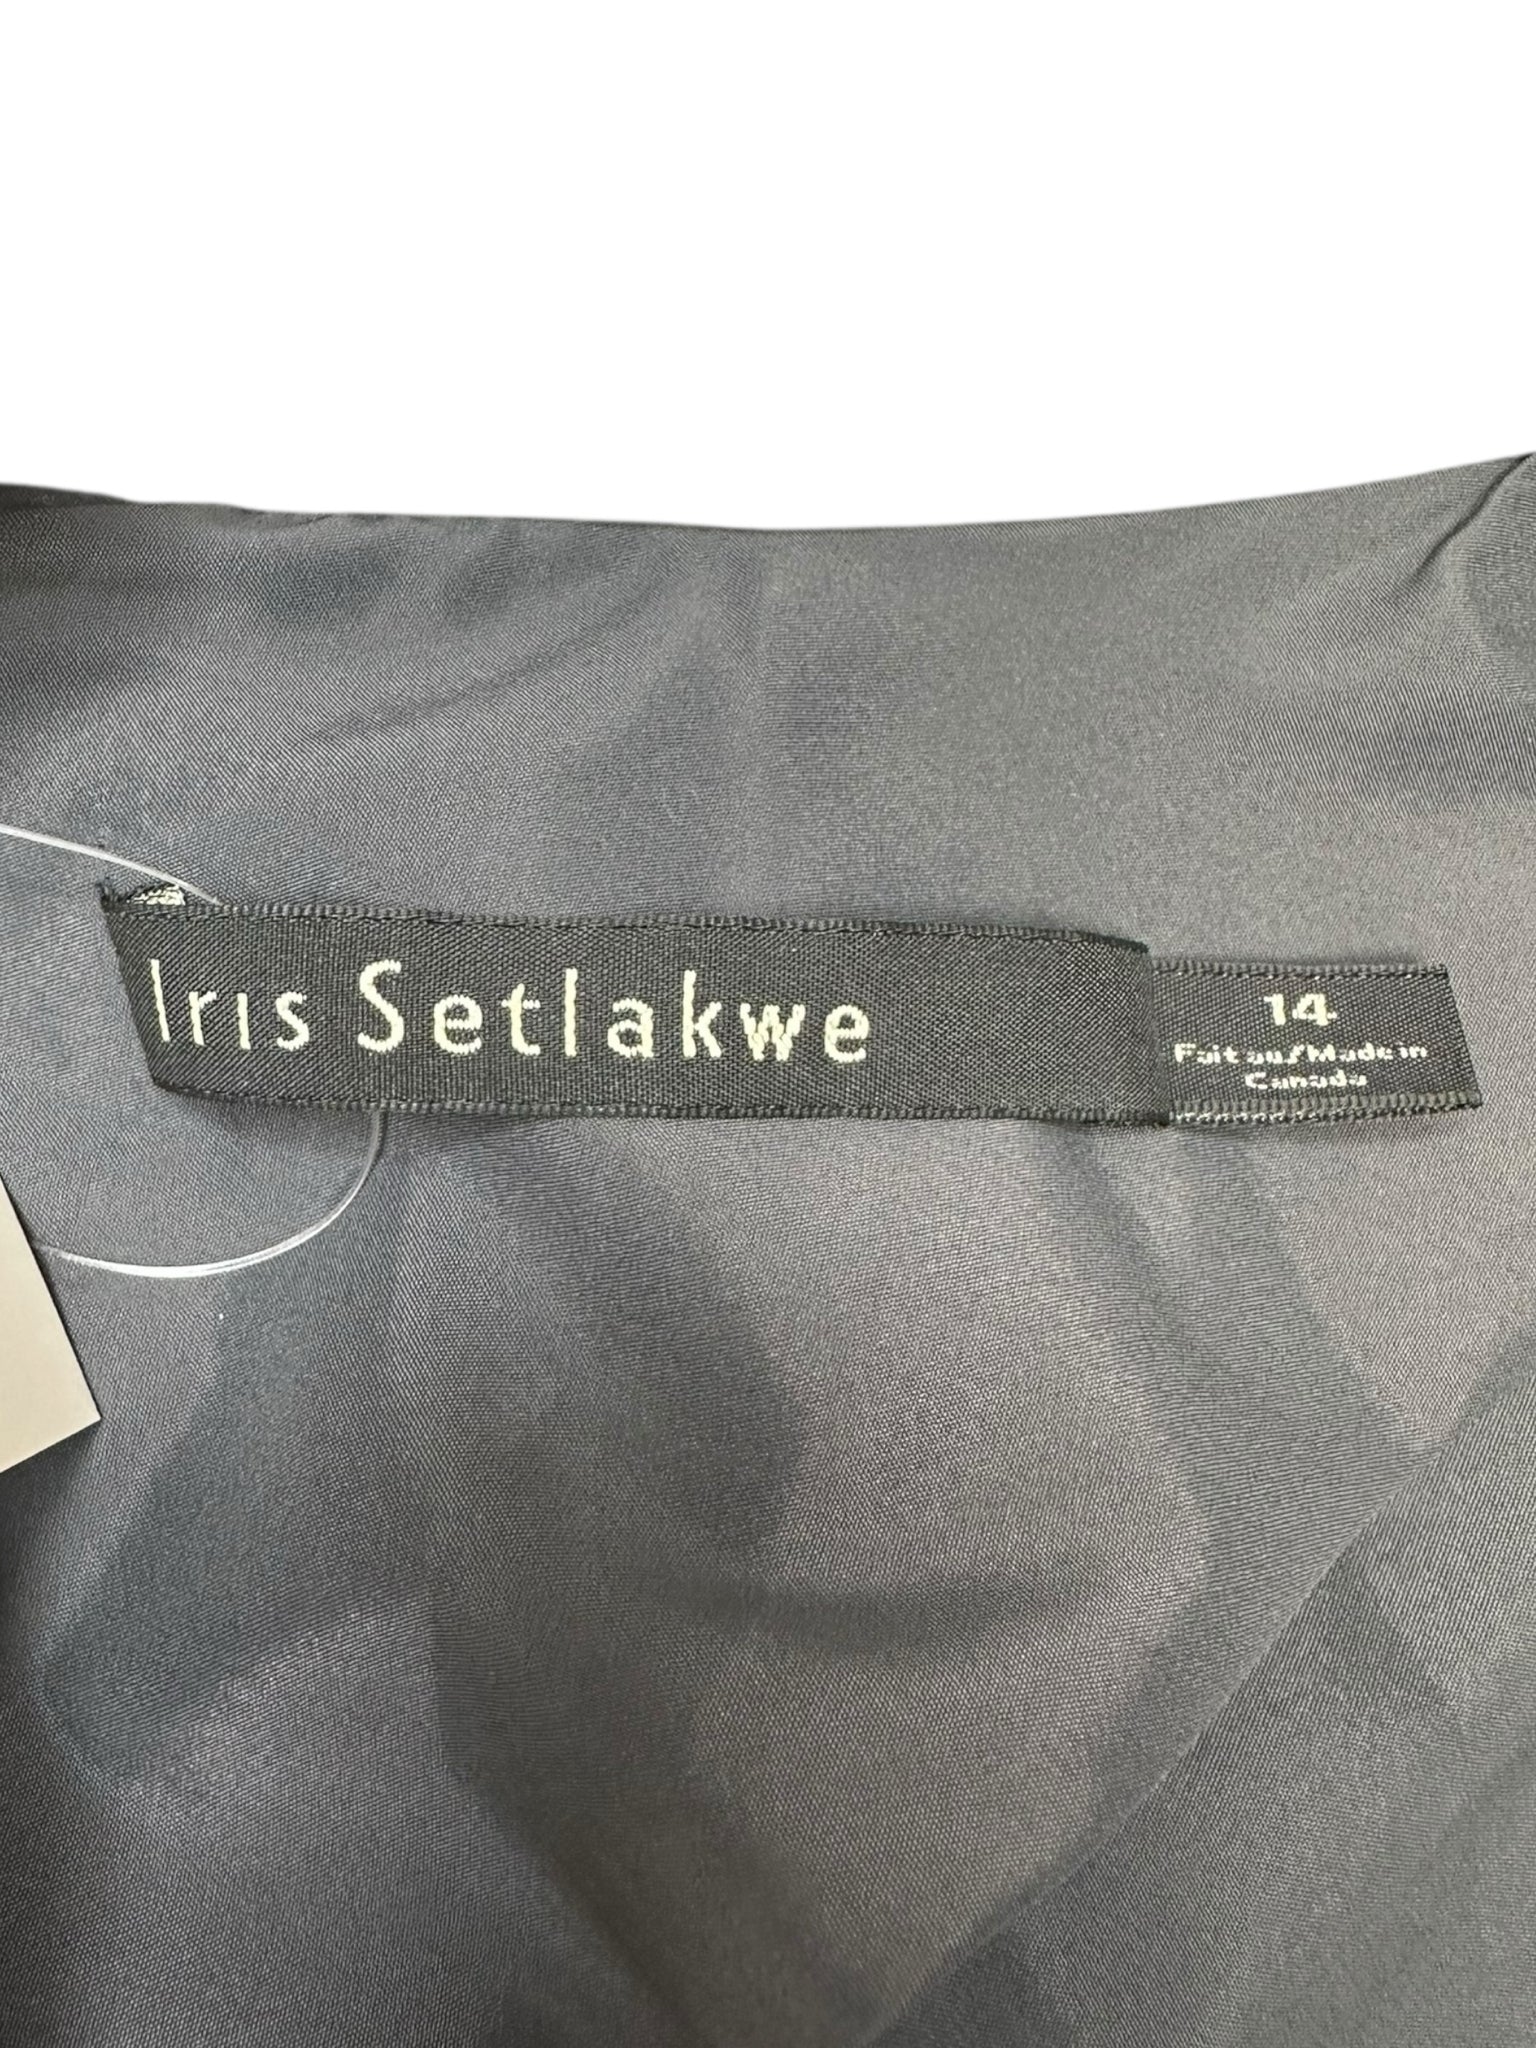 Iris Setlakwe
14
Fait au/Made in
Canada